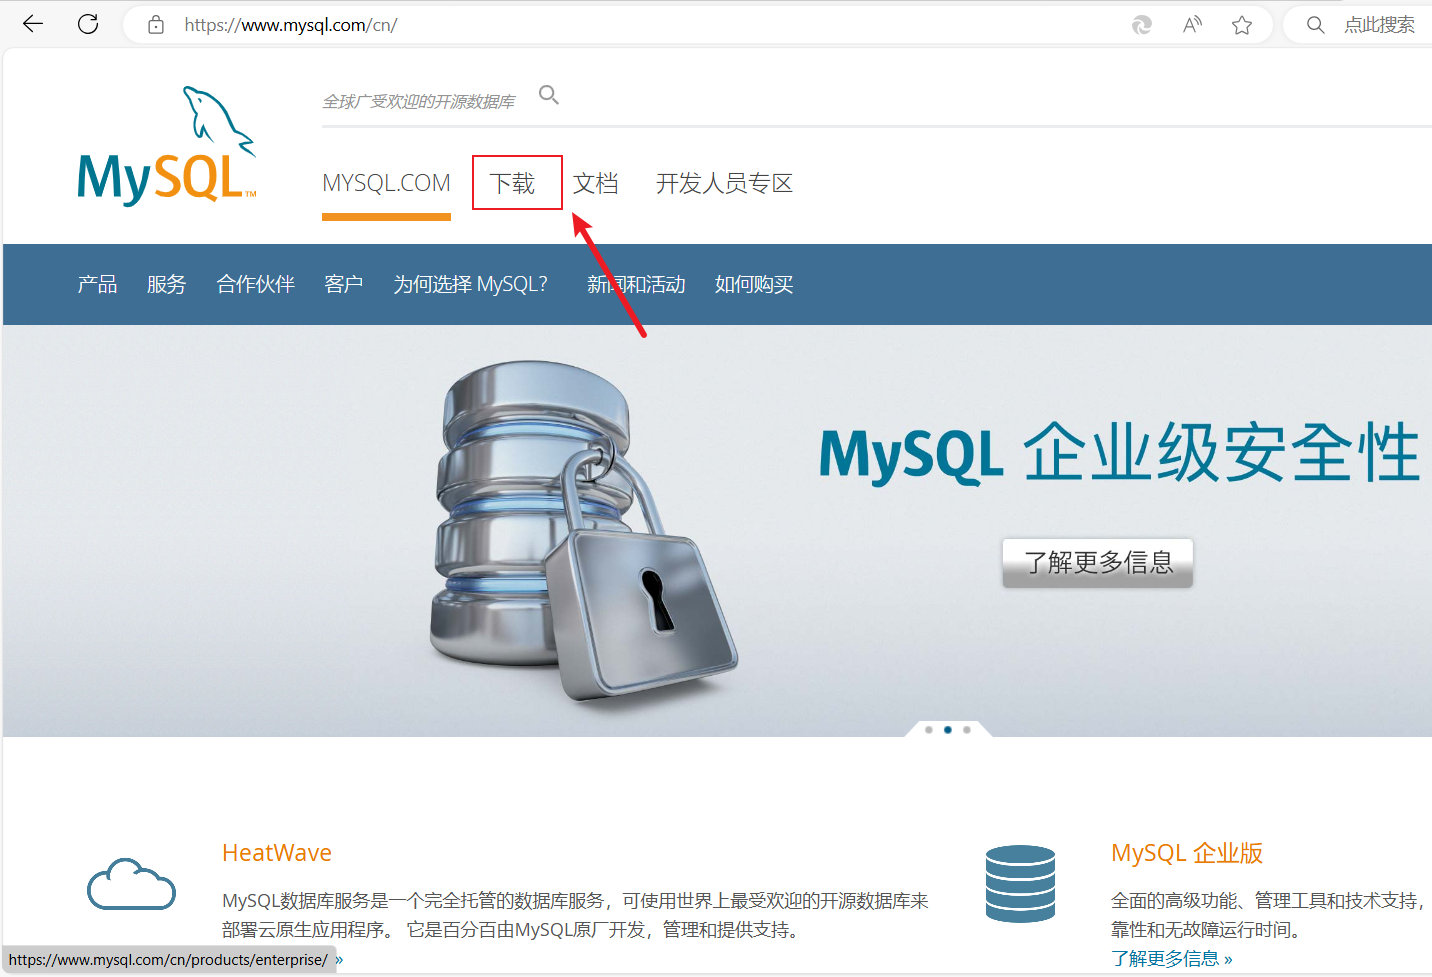 https://www.mysql.com/cn/
点此搜索
全球广受欢迎的开源数据库
MySQL™
MYSQL.COM 下载 文档 开发人员专区
产品 服务 合作伙伴 客户 为何选择 MySQL? 新闻和活动 如何购买
MySQL 企业级安全性
了解更多信息
HeatWave
MySQL数据库服务是一个完全托管的数据库服务，可使用世界上最受欢迎的开源数据库来
部署云原生应用程序。 它是百分百由MySQL原厂开发，管理和提供支持。
»
MySQL 企业版
全面的高级功能、管理工具和技术支持，
靠性和无故障运行时间。
了解更多信息 »
https://www.mysql.com/cn/products/enterprise/